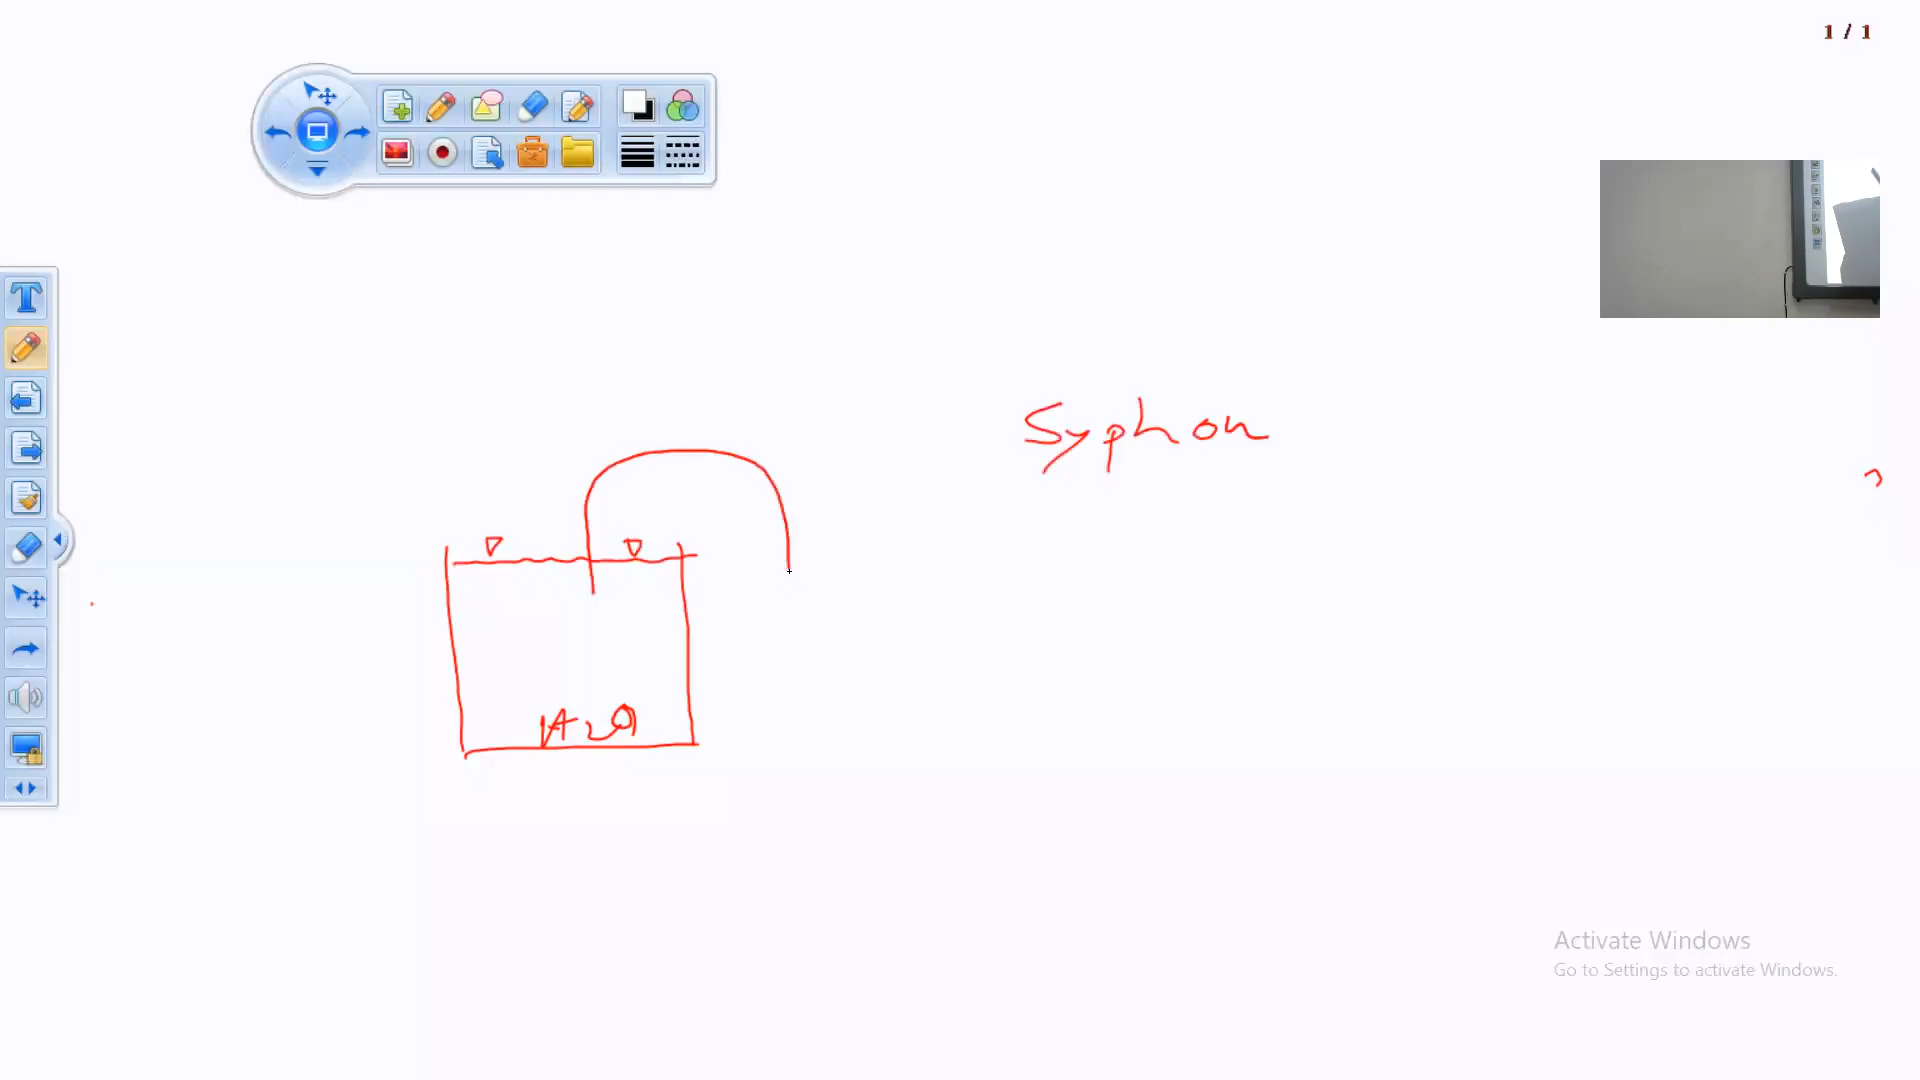 1 / 1
Syphon
H2O
Activate Windows
Go to Settings to activate Windows.